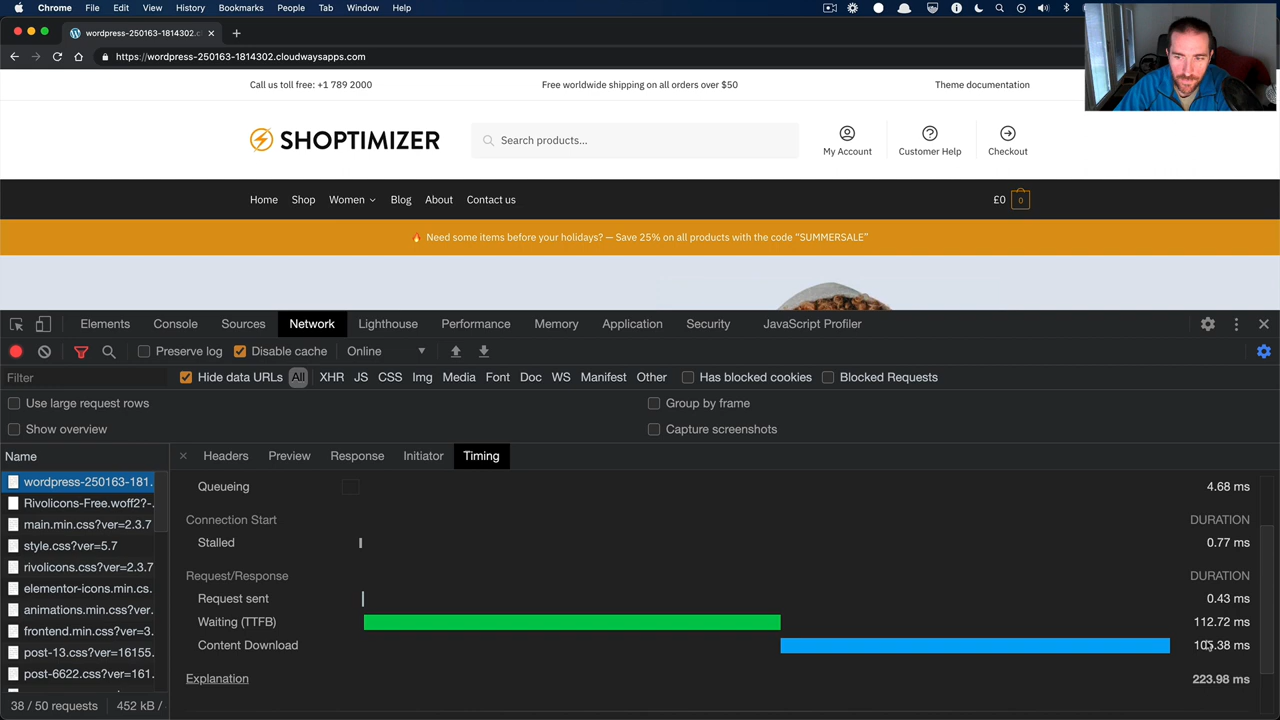 Chrome File Edit View History Bookmarks People Tab Window Help
wordpress-250163-1814302.cl
https://wordpress-250163-1814302.cloudwaysapps.com
Call us toll free: +1 789 2000 Free worldwide shipping on all orders over $50 Theme documentation
SHOPTIMIZER Search products...
My Account Customer Help Checkout
Home Shop Women Blog About Contact us £0 0
🔥 Need some items before your holidays? — Save 25% on all products with the code “SUMMERSALE”
Elements Console Sources Network Lighthouse Performance Memory Application Security JavaScript Profiler
Preserve log Disable cache Online
Filter Hide data URLs All XHR JS CSS Img Media Font Doc WS Manifest Other Has blocked cookies Blocked Requests
Use large request rows Group by frame
Show overview Capture screenshots
Name Headers Preview Response Initiator Timing
wordpress-250163-181.
Rivolicons-Free.woff2?-.
main.min.css?ver=2.3.7
style.css?ver=5.7
rivolicons.css?ver=2.3.7
elementor-icons.min.cs.
animations.min.css?ver.
frontend.min.css?ver=3.
post-13.css?ver=16155.
post-6622.css?ver=161.
38 / 50 requests 452 kB /
Queueing 4.68 ms
Connection Start DURATION
Stalled 0.77 ms
Request/Response DURATION
Request sent 0.43 ms
Waiting (TTFB) 112.72 ms
Content Download 105.38 ms
Explanation 223.98 ms